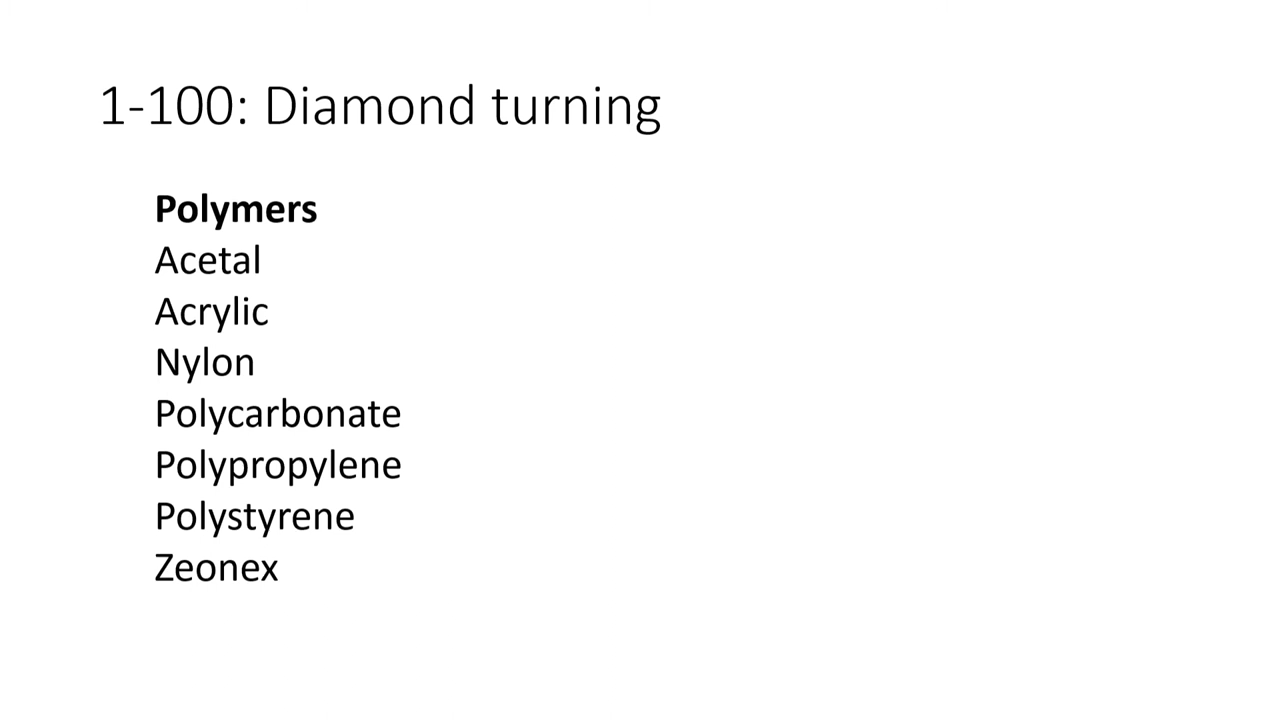 1-100: Diamond turning
Polymers
Acetal
Acrylic
Nylon
Polycarbonate
Polypropylene
Polystyrene
Zeonex